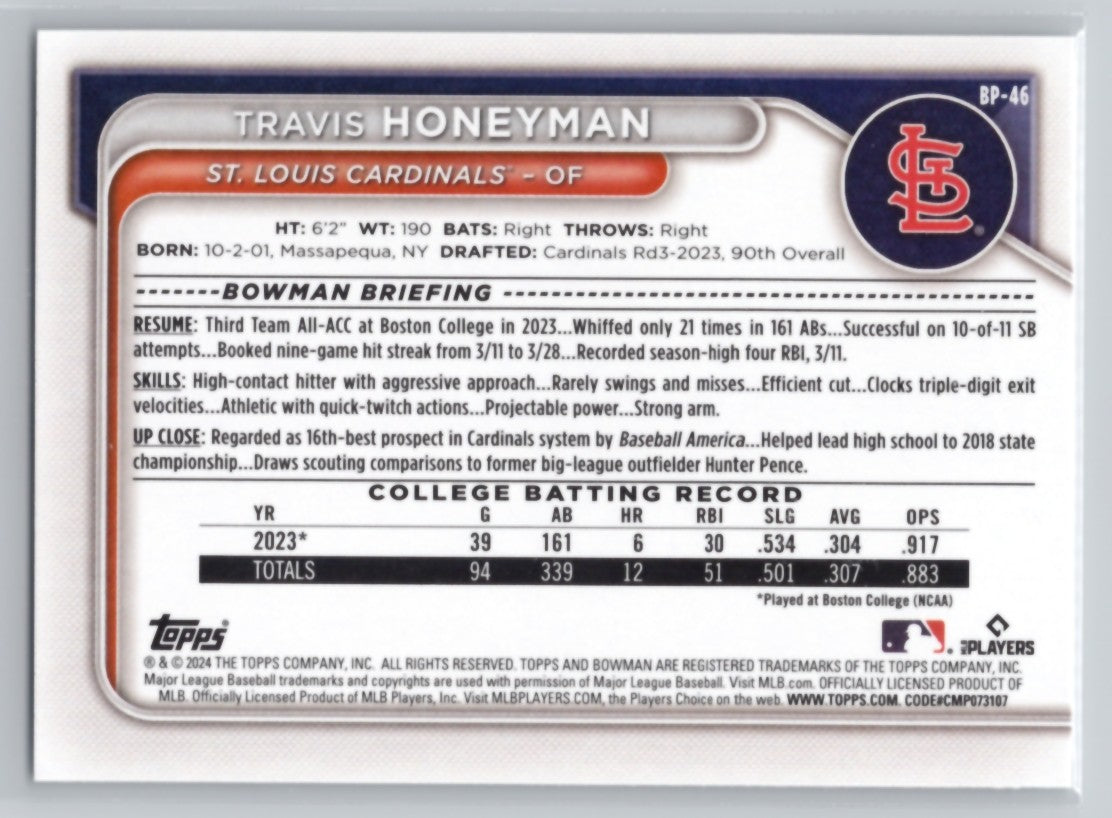 BP-46
TRAVIS HONEYMAN
ST. LOUIS CARDINALS - OF
STL
HT: 6'2" WT: 190 BATS: Right THROWS: Right
BORN: 10-2-01, Massapequa, NY DRAFTED: Cardinals Rd3-2023, 90th Overall
BOWMAN BRIEFING
RESUME: Third Team All-ACC at Boston College in 2023...Whiffed only 21 times in 161 ABs...Successful on 10-of-11 SB
attempts...Booked nine-game hit streak from 3/11 to 3/28...Recorded season-high four RBI, 3/11.
SKILLS: High-contact hitter with aggressive approach...Rarely swings and misses...Efficient cut...Clocks triple-digit exit
velocities...Athletic with quick-twitch actions...Projectable power...Strong arm.
UP CLOSE: Regarded as 16th-best prospect in Cardinals system by Baseball America...Helped lead high school to 2018 state
championship...Draws scouting comparisons to former big-league outfielder Hunter Pence.
COLLEGE BATTING RECORD
YR G AB HR RBI SLG AVG OPS
2023* 39 161 6 30 .534 .304 .917
TOTALS 94 339 12 51 .501 .307 .883
*Played at Boston College (NCAA)
Topps
MLB PLAYERS
® & © 2024 THE TOPPS COMPANY, INC. ALL RIGHTS RESERVED. TOPPS AND BOWMAN ARE REGISTERED TRADEMARKS OF THE TOPPS COMPANY, INC.
Major League Baseball trademarks and copyrights are used with permission of Major League Baseball. Visit MLB.com. OFFICIALLY LICENSED PRODUCT OF
MLB. Officially Licensed Product of MLB Players, Inc. Visit MLBPLAYERS.COM, the Players Choice on the web. WWW.TOPPS.COM. CODE#CMP073107